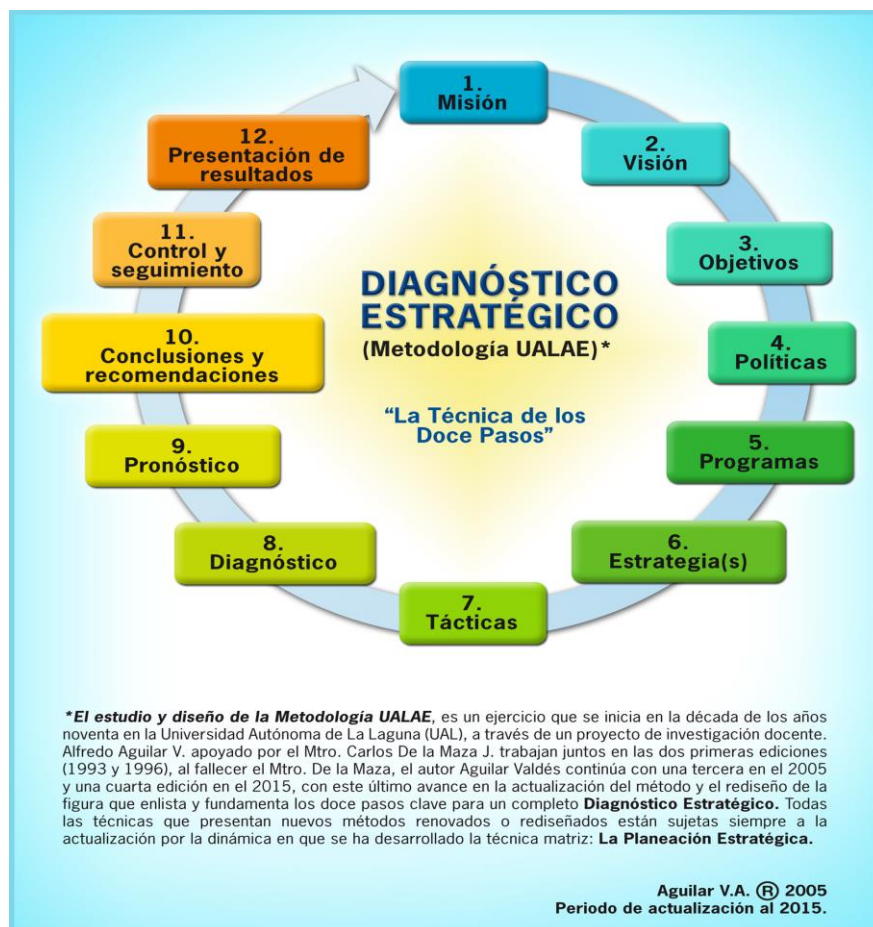 1.
Misión
2.
Visión
3.
Objetivos
4.
Políticas
5.
Programas
6.
Estrategia(s)
7.
Tácticas
8.
Diagnóstico
9.
Pronóstico
10.
Conclusiones y
recomendaciones
11.
Control y
seguimiento
12.
Presentación de
resultados
DIAGNÓSTICO
ESTRATÉGICO
(Metodología UALAE)*
“La Técnica de los
Doce Pasos”
*El estudio y diseño de la Metodología UALAE, es un ejercicio que se inicia en la década de los años
noventa en la Universidad Autónoma de La Laguna (UAL), a través de un proyecto de investigación docente.
Alfredo Aguilar V. apoyado por el Mtro. Carlos De la Maza J. trabajan juntos en las dos primeras ediciones
(1993 y 1996), al fallecer el Mtro. De la Maza, el autor Aguilar Valdés continúa con una tercera en el 2005
y una cuarta edición en el 2015, con este último avance en la actualización del método y el rediseño de la
figura que enlista y fundamenta los doce pasos clave para un completo Diagnóstico Estratégico. Todas
las técnicas que presentan nuevos métodos renovados o rediseñados están sujetas siempre a la
actualización por la dinámica en que se ha desarrollado la técnica matriz: La Planeación Estratégica.
Aguilar V.A. ® 2005
Periodo de actualización al 2015.